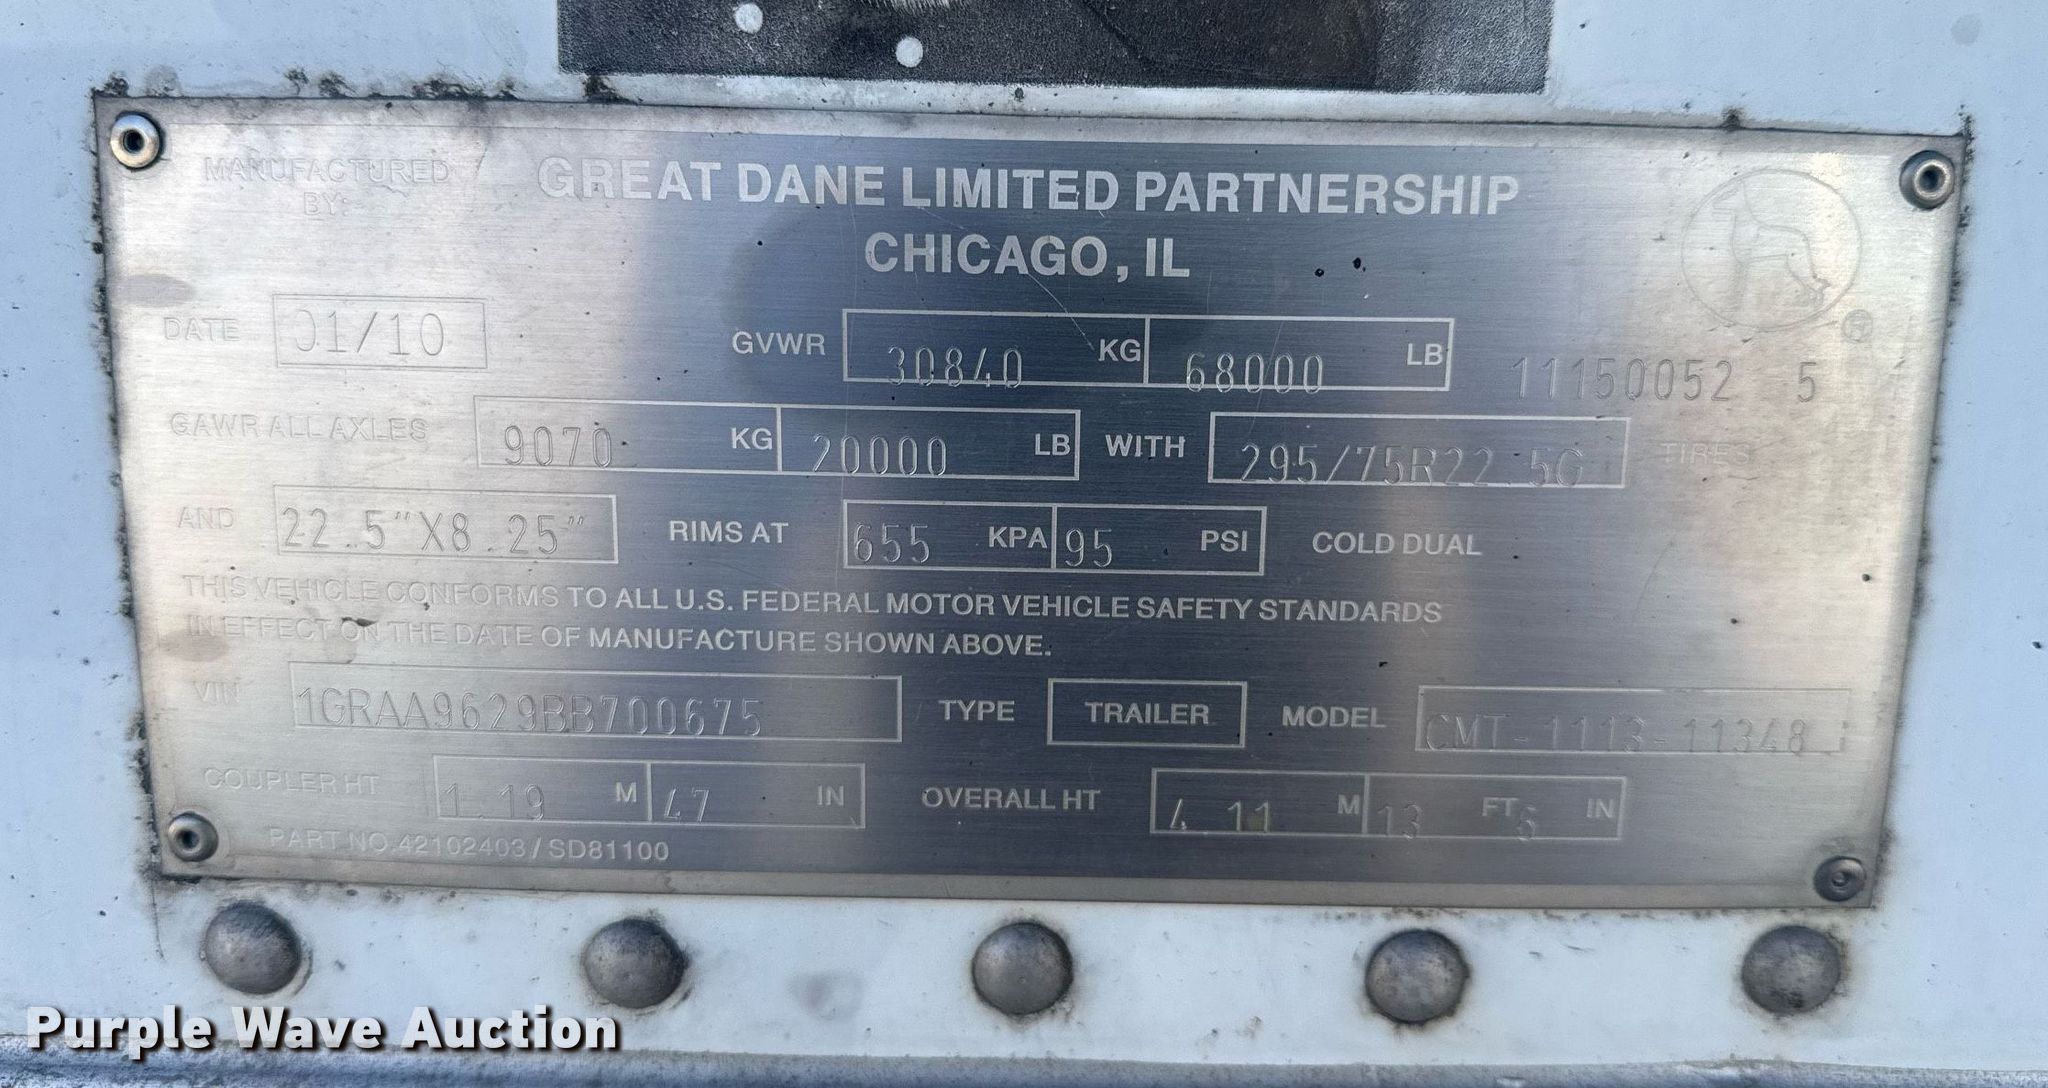 MANUFACTURED BY: GREAT DANE LIMITED PARTNERSHIP
CHICAGO, IL
®
DATE 01/10 GVWR 30840 KG 68000 LB 11150052 5
GAWR ALL AXLES 9070 KG 20000 LB WITH 295/75R22.5G TIRES
AND 22.5"X8.25" RIMS AT 655 KPA 95 PSI COLD DUAL
THIS VEHICLE CONFORMS TO ALL U.S. FEDERAL MOTOR VEHICLE SAFETY STANDARDS
IN EFFECT ON THE DATE OF MANUFACTURE SHOWN ABOVE.
VIN 1GRAA9629BB700675 TYPE TRAILER MODEL CMT-1113-11348
COUPLER HT 1.19 M 47 IN OVERALL HT 4.11 M 13 FT 6 IN
PART NO.42102403/SD81100
Purple Wave Auction